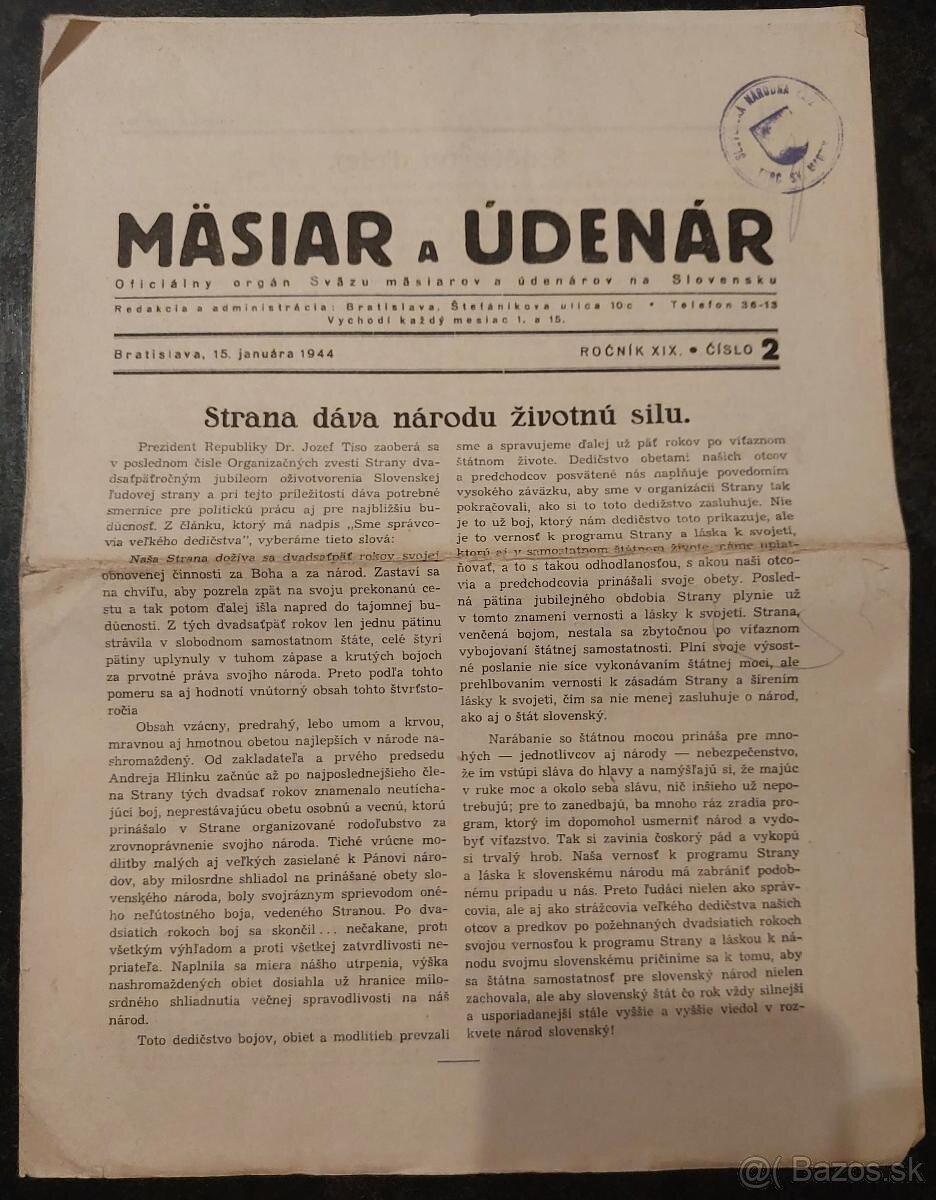 SLOVENSKÁ NÁRODNÁ
TURČ. SV. MARTIN
MÄSIAR A ÚDENÁR
Oficiálny orgán Sväzu mäsiarov a údenárov na Slovensku
Redakcia a administrácia: Bratislava, Štefánikova ulica 10c • Telefon 36-13
Vychodí každý mesiac 1. a 15.
Bratislava, 15. januára 1944
ROČNÍK XIX. • ČÍSLO 2
Strana dáva národu životnú silu.
Prezident Republiky Dr. Jozef Tiso zaoberá sa
v poslednom čísle Organizačných zvestí Strany dva-
dsaťpäťročným jubileom oživotvorenia Slovenskej
ľudovej strany a pri tejto príležitosti dáva potrebné
smernice pre politickú prácu aj pre najbližšiu bu-
dúcnosť. Z článku, ktorý má nadpis „Sme správco-
via veľkého dedičstva", vyberáme tieto slová:
Naša Strana dožíva sa dvadsaťpäť rokov svojej
obnovenej činnosti za Boha a za národ. Zastaví sa
na chvíľu, aby pozrela zpät na svoju prekonanú ce-
stu a tak potom ďalej išla napred do tajomnej bu-
dúcnosti. Z tých dvadsaťpäť rokov len jednu pätinu
strávila v slobodnom samostatnom štáte, celé štyri
pätiny uplynuly v tuhom zápase a krutých bojoch
za prvotné práva svojho národa. Preto podľa tohto
pomeru sa aj hodnotí vnútorný obsah tohto štvrťsto-
ročia
Obsah vzácny, predrahý, lebo umom a krvou,
mravnou aj hmotnou obetou najlepších v národe na-
shromaždený. Od zakladateľa a prvého predsedu
Andreja Hlinku začnúc až po najposlednejšieho čle-
na Strany tých dvadsať rokov znamenalo neutícha-
júci boj, neprestávajúcu obetu osobnú a vecnú, ktorú
prinášalo v Strane organizované rodoľubstvo za
zrovnoprávnenie svojho národa. Tiché vrúcne mo-
dlitby malých aj veľkých zasielané k Pánovi náro-
dov, aby milosrdne shliadol na prinášané obety slo-
venského národa, boly svojráznym sprievodom oné-
ho neľútostného boja, vedeného Stranou. Po dva-
dsiatich rokoch boj sa skončil... nečakane, proti
všetkým výhľadom a proti všetkej zatvrdlivosti ne-
priateľa. Naplnila sa miera nášho utrpenia, výška
nashromaždených obiet dosiahla už hranice milo-
srdného shliadnutia večnej spravodlivosti na náš
národ.
Toto dedičstvo bojov, obiet a modlitieb prevzali
sme a spravujeme ďalej už päť rokov po víťaznom
štátnom živote. Dedičstvo obetami našich otcov
a predchodcov posvätené nás naplňuje povedomím
vysokého záväzku, aby sme v organizácii Strany tak
pokračovali, ako si to toto dedižstvo zasluhuje. Nie
je to už boj, ktorý nám dedičstvo toto prikazuje, ale
je to vernosť k programu Strany a láska k svojeti,
ktorú aj v samostatnom štátnom živote máme uplat-
ňovať, a to s takou odhodlanosťou, s akou naši otco-
via a predchodcovia prinášali svoje obety. Posled-
ná pätina jubilejného obdobia Strany plynie už
v tomto znamení vernosti a lásky k svojeti. Strana,
venčená bojom, nestala sa zbytočnou po víťaznom
vybojovaní štátnej samostatnosti. Plní svoje výsost-
né poslanie nie síce vykonávaním štátnej moci, ale
prehlbovaním vernosti k zásadám Strany a šírením
lásky k svojeti, čím sa nie menej zasluhuje o národ,
ako aj o štát slovenský.
Narábanie so štátnou mocou prináša pre mno-
hých — jednotlivcov aj národy — nebezpečenstvo,
že im vstúpi sláva do hlavy a namýšľajú si, že majúc
v ruke moc a okolo seba slávu, nič inšieho už nepo-
trebujú; pre to zanedbajú, ba mnoho ráz zradia pro-
gram, ktorý im dopomohol usmerniť národ a vydo-
byť víťazstvo. Tak si zavinia čoskorý pád a vykopú
si trvalý hrob. Naša vernosť k programu Strany
a láska k slovenskému národu má zabrániť podob-
nému prípadu u nás. Preto ľudáci nielen ako správ-
covia, ale aj ako strážcovia veľkého dedičstva našich
otcov a predkov po požehnaných dvadsiatich rokoch
svojou vernosťou k programu Strany a láskou k ná-
rodu svojmu slovenskému pričiníme sa k tomu, aby
sa štátna samostatnosť pre slovenský národ nielen
zachovala, ale aby slovenský štát čo rok vždy silnejší
a usporiadanejší stále vyššie a vyššie viedol v roz-
kvete národ slovenský!
@( Bazos.sk